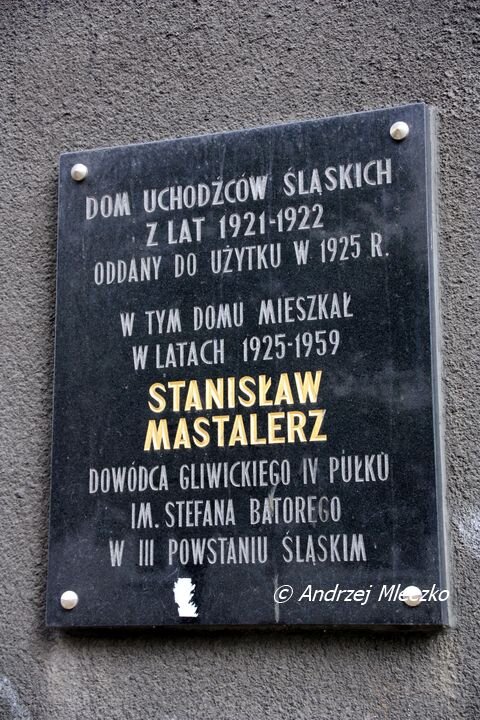 DOM UCHODŹCÓW ŚLĄSKICH
Z LAT 1921-1922
ODDANY DO UŻYTKU W 1925 R.
W TYM DOMU MIESZKAŁ
W LATACH 1925-1959
STANISŁAW
MASTALERZ
DOWÓDCA GLIWICKIEGO IV PUŁKU
IM. STEFANA BATOREGO
W III POWSTANIU ŚLĄSKIM
© Andrzej Mleczko